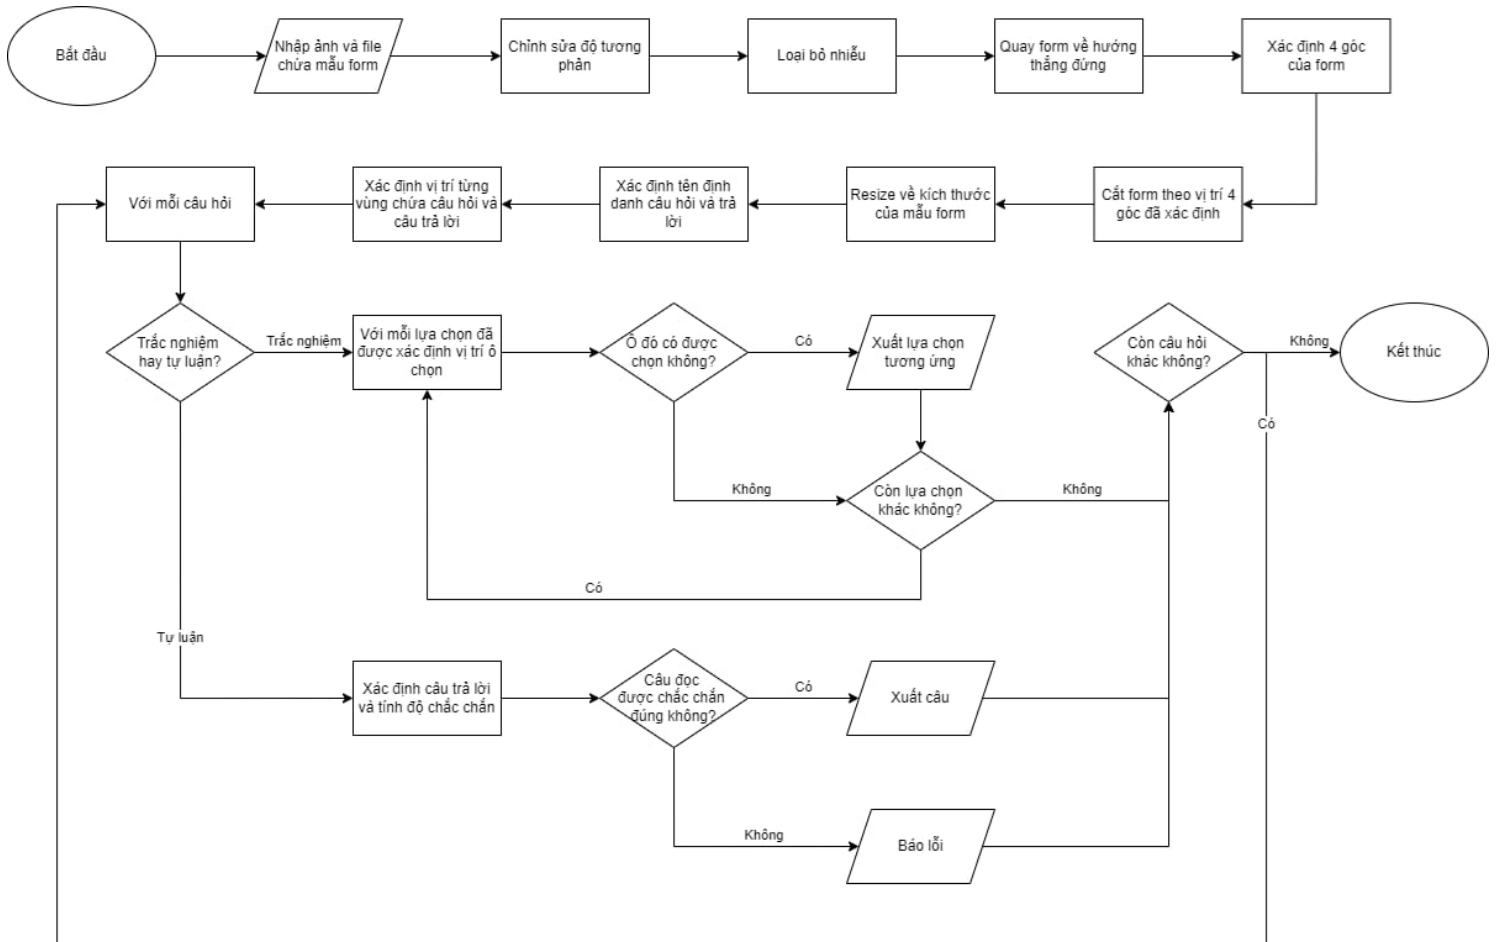 Bắt đầu
Nhập ảnh và file
chứa mẫu form
Chỉnh sửa độ tương
phản
Loại bỏ nhiễu
Quay form về hướng
thẳng đứng
Xác định 4 góc
của form
Với mỗi câu hỏi
Xác định vị trí từng
vùng chứa câu hỏi và
câu trả lời
Xác định tên định
danh câu hỏi và trả
lời
Resize về kích thước
của mẫu form
Cắt form theo vị trí 4
góc đã xác định
Trắc nghiệm
hay tự luận?
Trắc nghiệm
Với mỗi lựa chọn đã
được xác định vị trí ô
chọn
Ô đó có được
chọn không?
Có
Xuất lựa chọn
tương ứng
Còn câu hỏi
khác không?
Không
Kết thúc
Có
Không
Còn lựa chọn
khác không?
Không
Có
Tự luận
Xác định câu trả lời
và tính độ chắc chắn
Câu đọc
được chắc chắn
đúng không?
Có
Xuất câu
Không
Báo lỗi